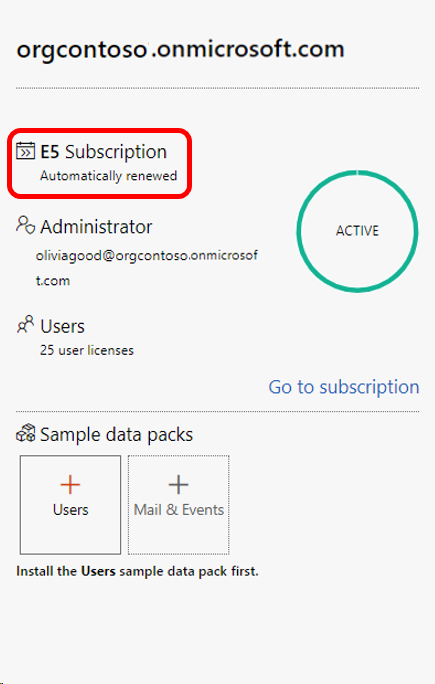 orgcontoso.onmicrosoft.com
E5 Subscription
Automatically renewed
Administrator
oliviagood@orgcontoso.onmicrosof
t.com
ACTIVE
Users
25 user licenses
Go to subscription
Sample data packs
Users
Mail & Events
Install the Users sample data pack first.